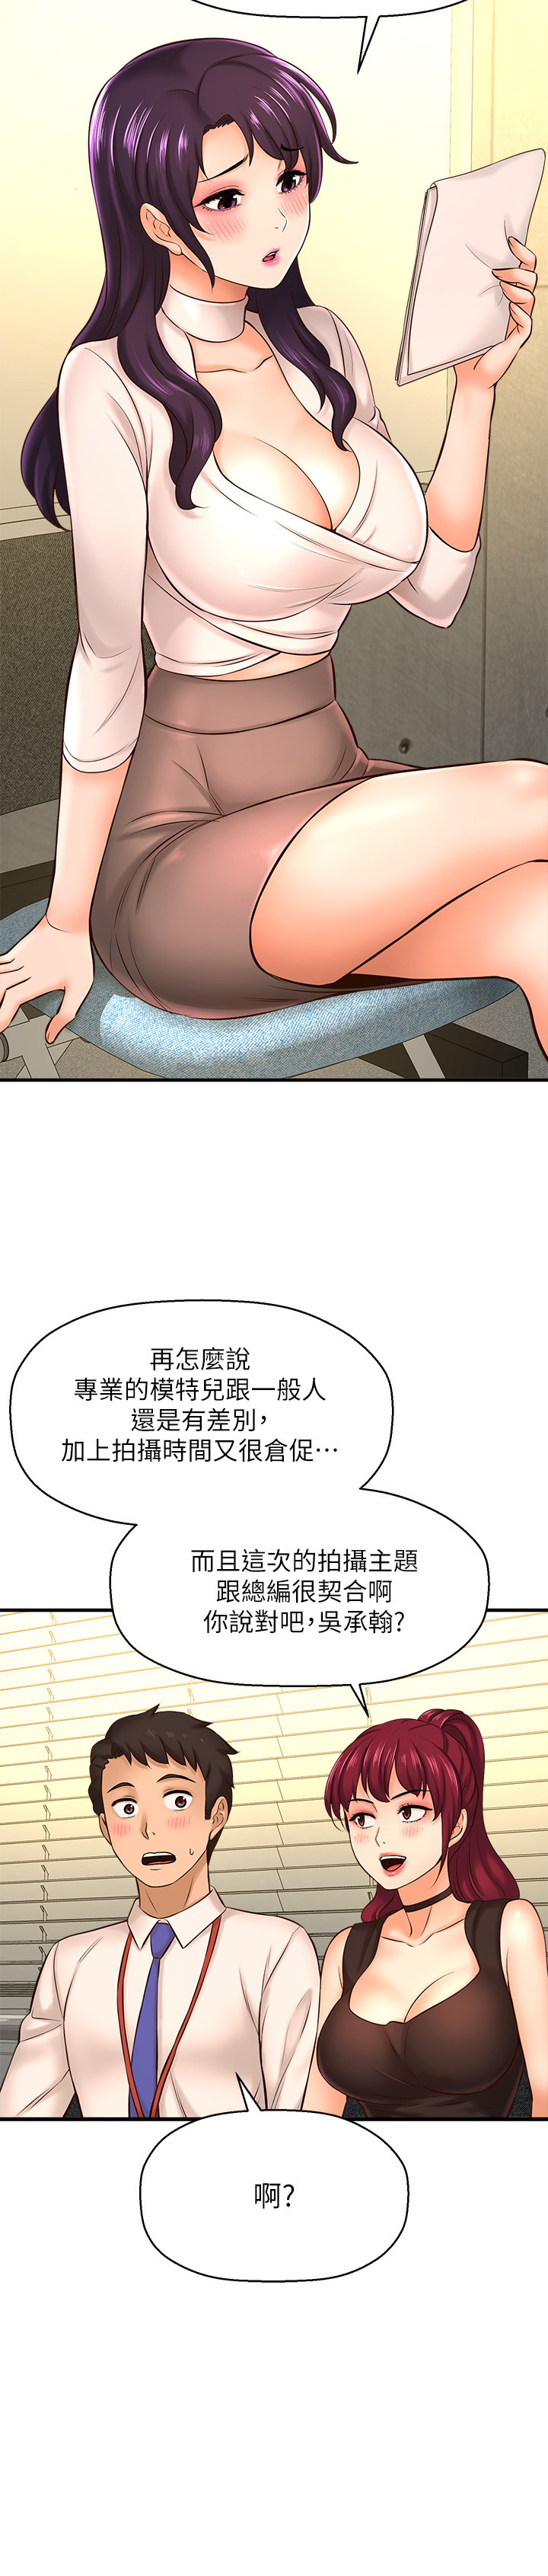 再怎麼說
專業的模特兒跟一般人
還是有差別，
加上拍攝時間又很倉促…
而且這次的拍攝主題
跟總編很契合啊
你說對吧，吳承翰?
啊?